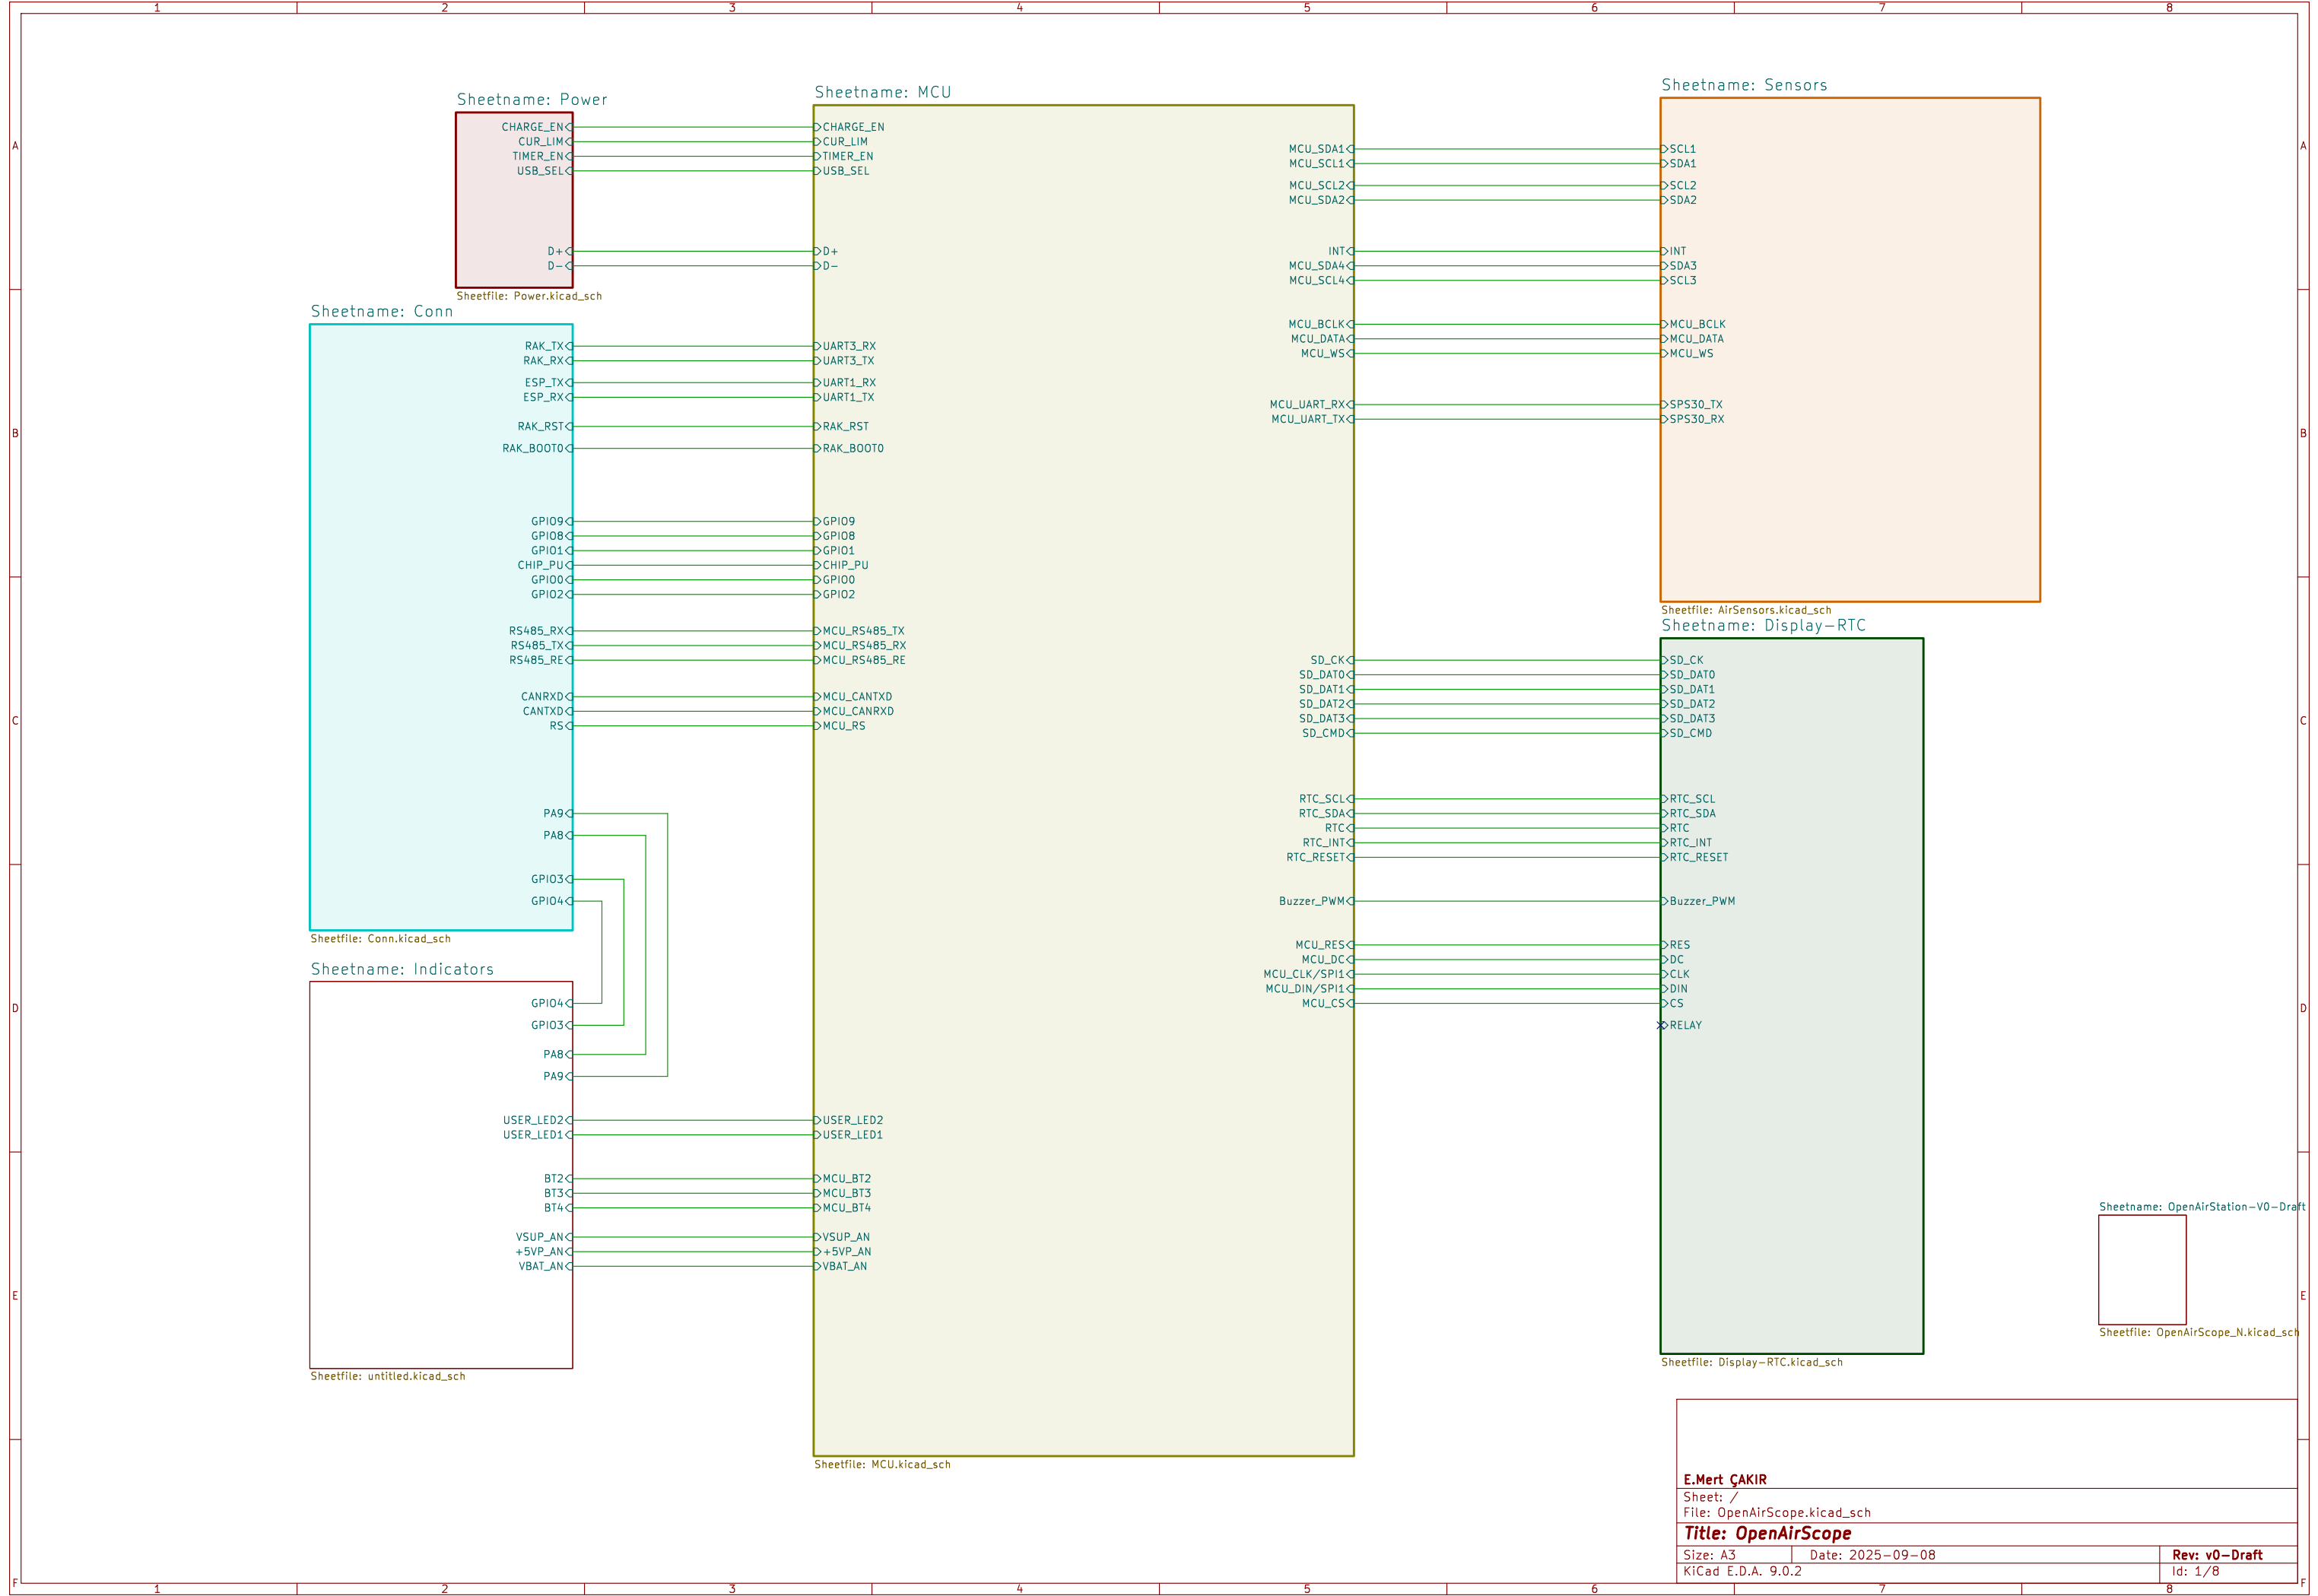 1 2 3 4 5 6 7 8
A
B
C
D
E
F
Sheetname: Power
CHARGE_EN
CUR_LIM
TIMER_EN
USB_SEL
D+
D-
Sheetfile: Power.kicad_sch
Sheetname: Conn
RAK_TX
RAK_RX
ESP_TX
ESP_RX
RAK_RST
RAK_BOOT0
GPIO9
GPIO8
GPIO1
CHIP_PU
GPIO0
GPIO2
RS485_RX
RS485_TX
RS485_RE
CANRXD
CANTXD
RS
PA9
PA8
GPIO3
GPIO4
Sheetfile: Conn.kicad_sch
Sheetname: Indicators
GPIO4
GPIO3
PA8
PA9
USER_LED2
USER_LED1
BT2
BT3
BT4
VSUP_AN
+5VP_AN
VBAT_AN
Sheetfile: untitled.kicad_sch
Sheetname: MCU
CHARGE_EN
CUR_LIM
TIMER_EN
USB_SEL
D+
D-
UART3_RX
UART3_TX
UART1_RX
UART1_TX
RAK_RST
RAK_BOOT0
GPIO9
GPIO8
GPIO1
CHIP_PU
GPIO0
GPIO2
MCU_RS485_TX
MCU_RS485_RX
MCU_RS485_RE
MCU_CANTXD
MCU_CANRXD
MCU_RS
USER_LED2
USER_LED1
MCU_BT2
MCU_BT3
MCU_BT4
VSUP_AN
+5VP_AN
VBAT_AN
MCU_SDA1
MCU_SCL1
MCU_SCL2
MCU_SDA2
INT
MCU_SDA4
MCU_SCL4
MCU_BCLK
MCU_DATA
MCU_WS
MCU_UART_RX
MCU_UART_TX
SD_CK
SD_DAT0
SD_DAT1
SD_DAT2
SD_DAT3
SD_CMD
RTC_SCL
RTC_SDA
RTC
RTC_INT
RTC_RESET
Buzzer_PWM
MCU_RES
MCU_DC
MCU_CLK/SPI1
MCU_DIN/SPI1
MCU_CS
Sheetfile: MCU.kicad_sch
Sheetname: Sensors
SCL1
SDA1
SCL2
SDA2
INT
SDA3
SCL3
MCU_BCLK
MCU_DATA
MCU_WS
SPS30_TX
SPS30_RX
Sheetfile: AirSensors.kicad_sch
Sheetname: Display-RTC
SD_CK
SD_DAT0
SD_DAT1
SD_DAT2
SD_DAT3
SD_CMD
RTC_SCL
RTC_SDA
RTC
RTC_INT
RTC_RESET
Buzzer_PWM
RES
DC
CLK
DIN
CS
RELAY
Sheetfile: Display-RTC.kicad_sch
Sheetname: OpenAirStation-V0-Draft
Sheetfile: OpenAirScope_N.kicad_sch
A
B
C
D
E
F
E.Mert ÇAKIR
Sheet: /
File: OpenAirScope.kicad_sch
Title: OpenAirScope
Size: A3 Date: 2025-09-08 Rev: v0-Draft
KiCad E.D.A. 9.0.2 Id: 1/8
1 2 3 4 5 6 7 8